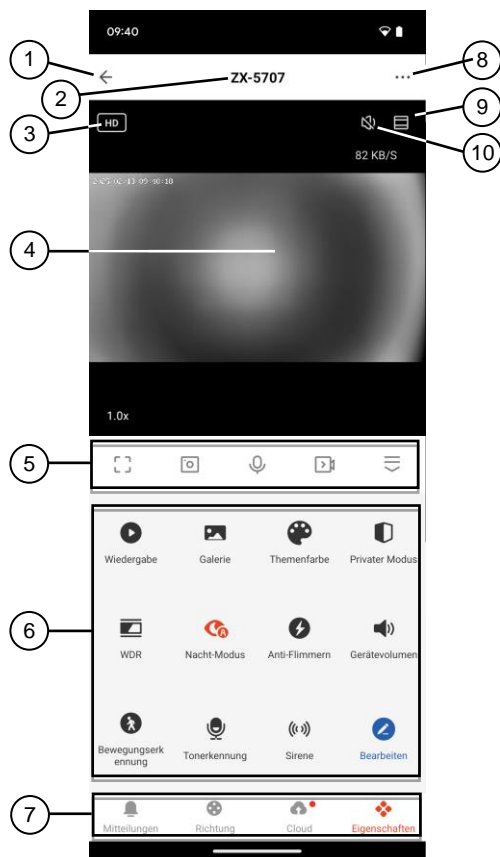 09:40
1
2
ZX-5707
8
3
HD
9
10
82 KB/S
4
1.0x
5
Wiedergabe
Galerie
Themenfarbe
Privater Modus
6
WDR
Nacht-Modus
Anti-Flimmern
Gerätevolumen
Bewegungserk
ennung
Tonerkennung
Sirene
Bearbeiten
7
Mitteilungen
Richtung
Cloud
Eigenschaften